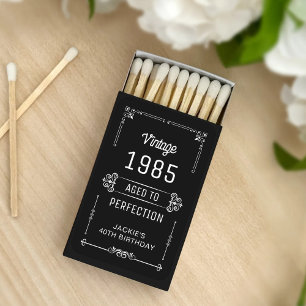 Vintage
1985
AGED TO
PERFECTION
JACKIE'S
40TH BIRTHDAY